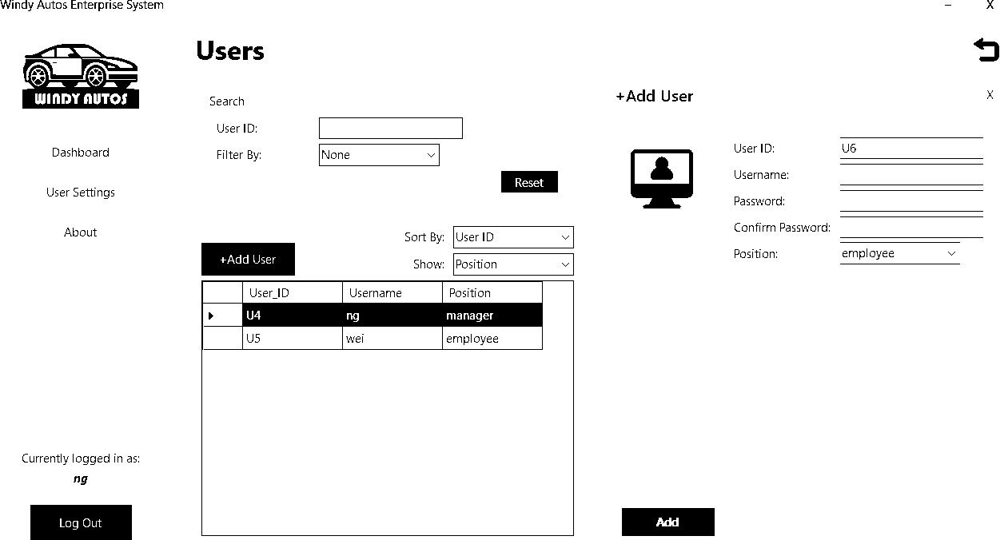 Windy Autos Enterprise System
– X
WINDY AUTOS
Dashboard
User Settings
About
Currently logged in as:
ng
Log Out
Users
Search
User ID:
Filter By: None
Reset
Sort By: User ID
+Add User
Show: Position
User_ID Username Position
U4 ng manager
U5 wei employee
+Add User X
User ID: U6
Username:
Password:
Confirm Password:
Position: employee
Add